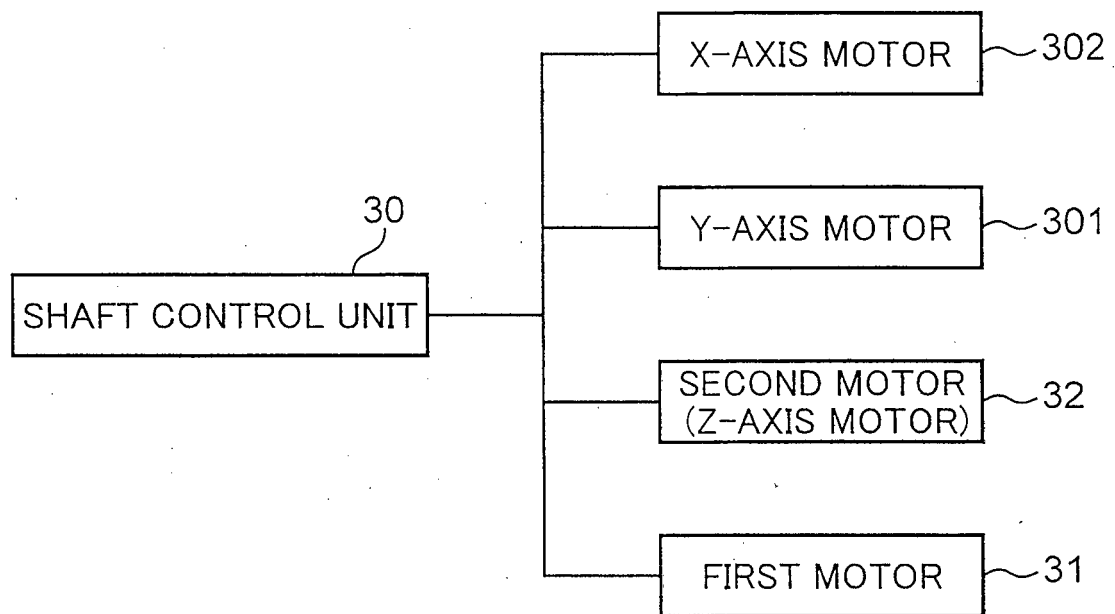 X-AXIS MOTOR
302
Y-AXIS MOTOR
301
30
SHAFT CONTROL UNIT
SECOND MOTOR
(Z-AXIS MOTOR)
32
FIRST MOTOR
31